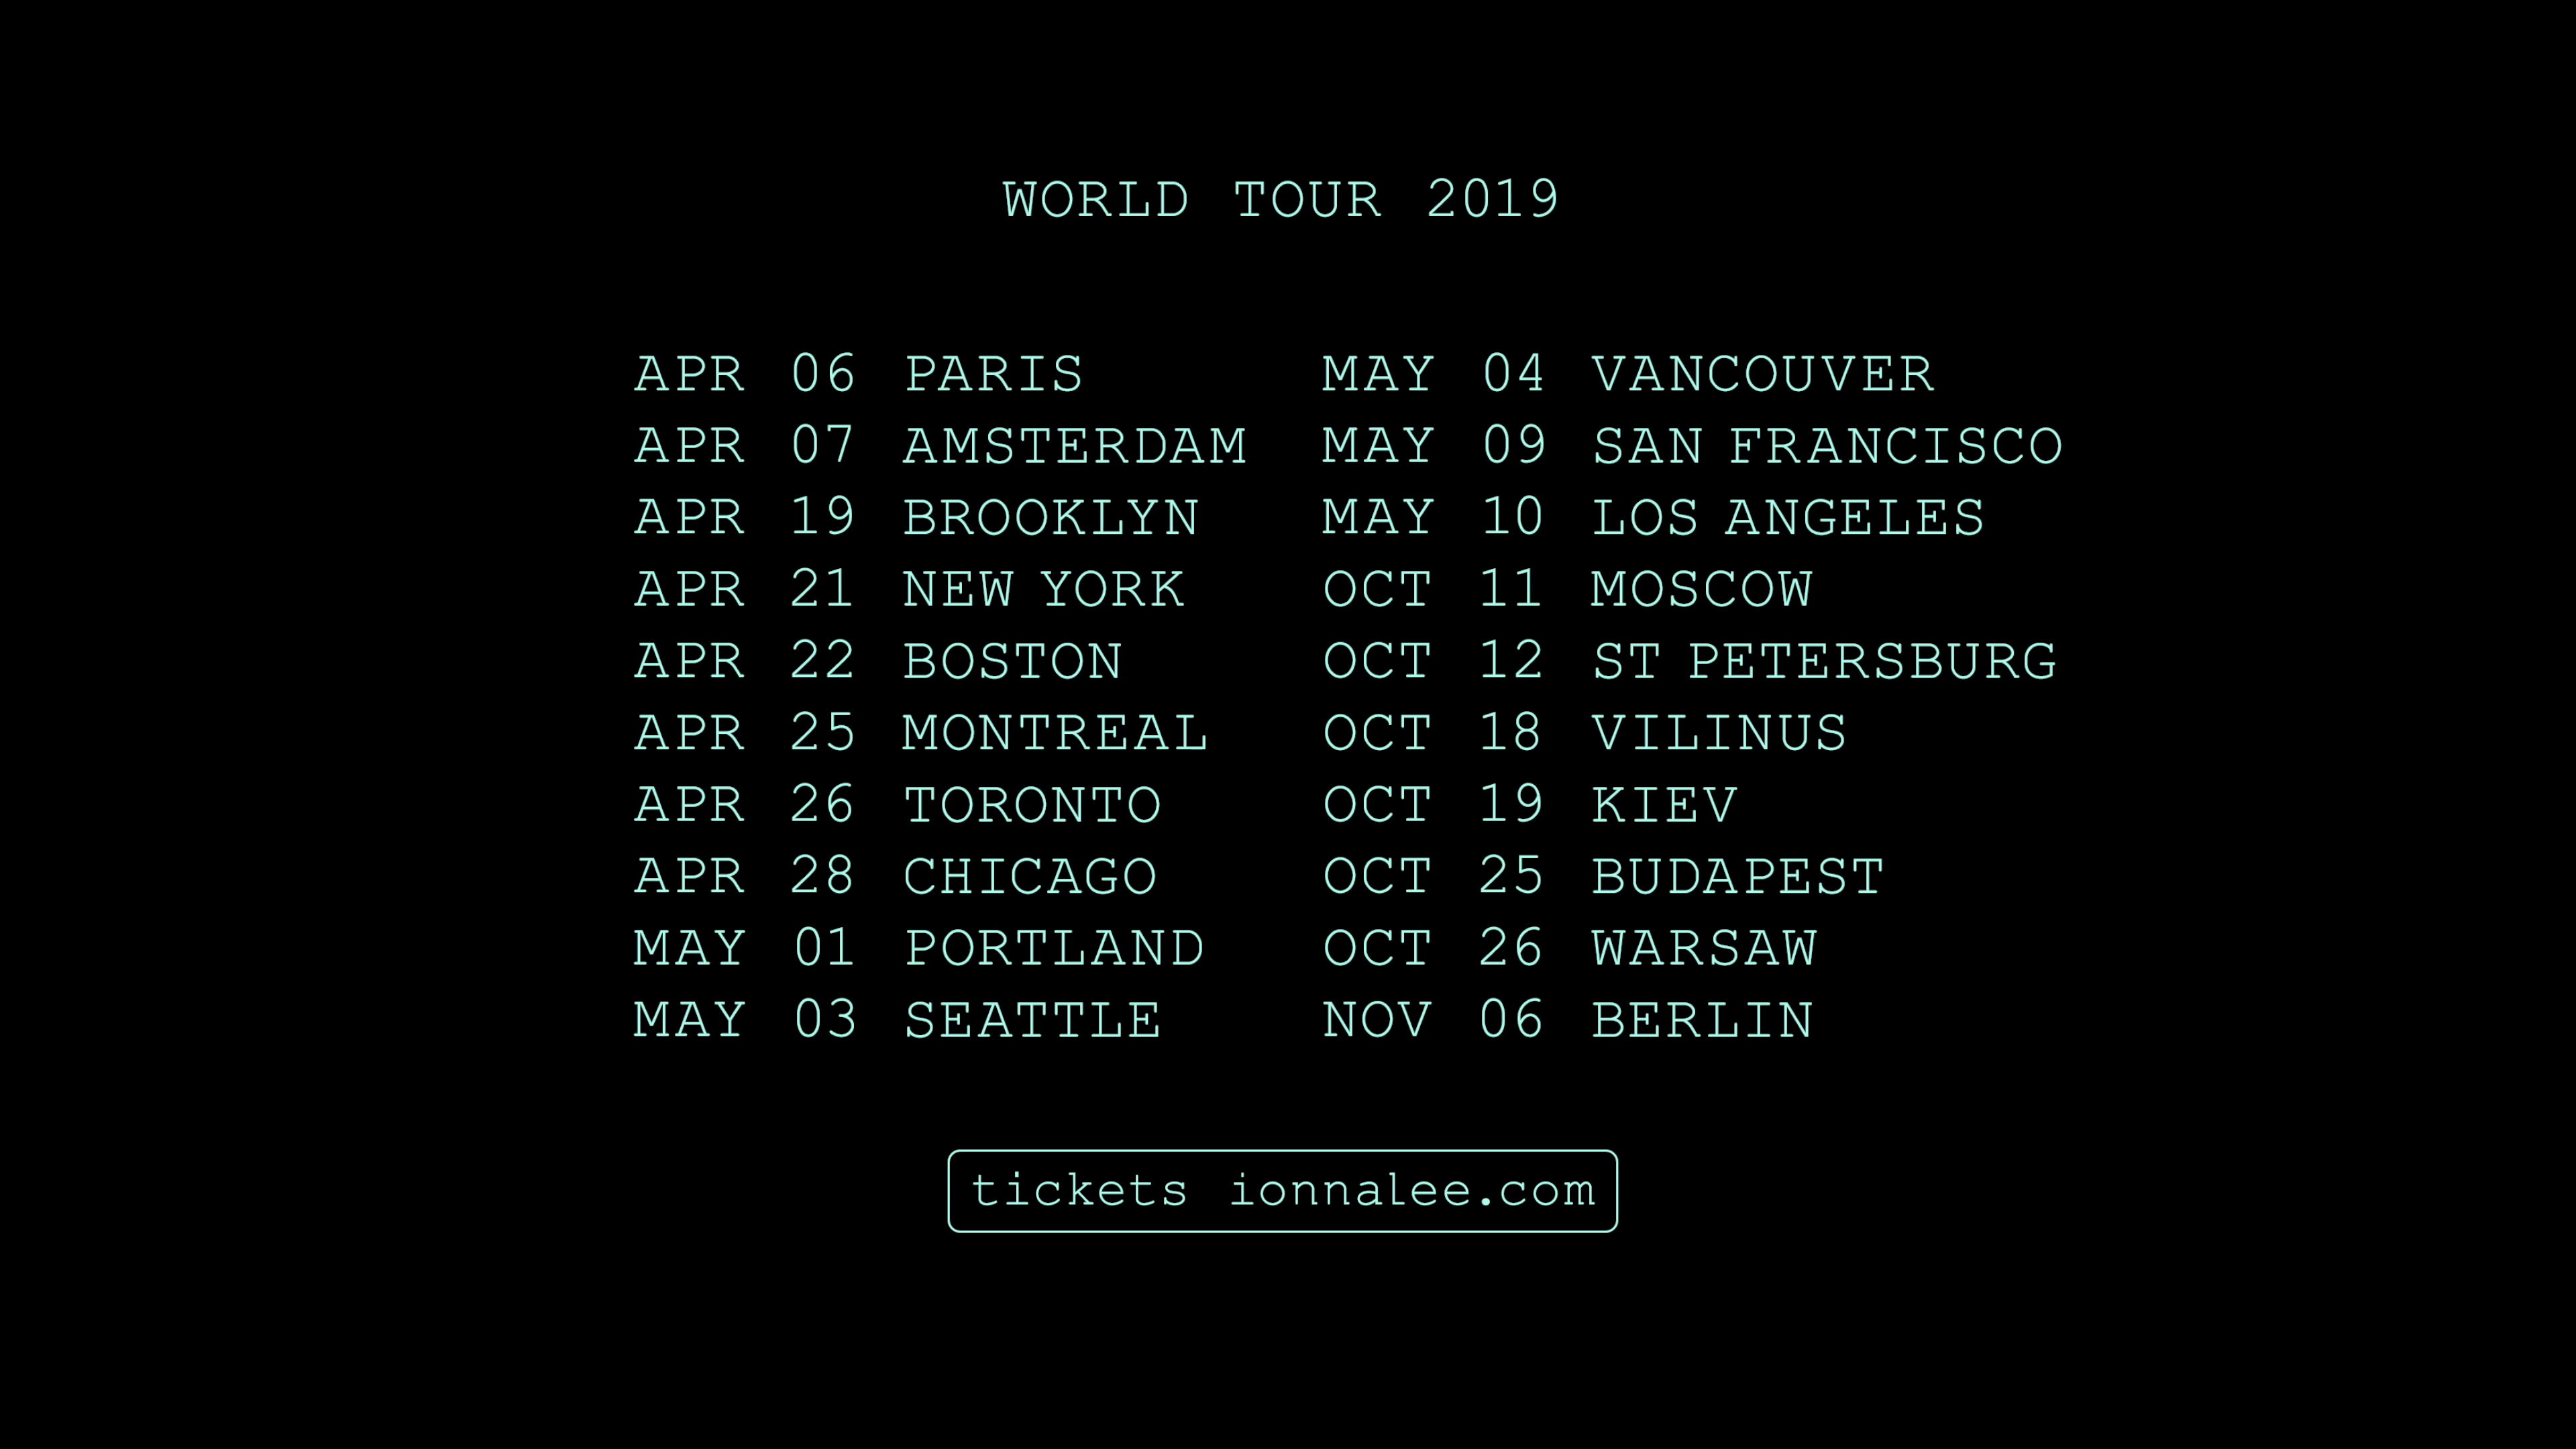 WORLD TOUR 2019
APR 06 PARIS
APR 07 AMSTERDAM
APR 19 BROOKLYN
APR 21 NEW YORK
APR 22 BOSTON
APR 25 MONTREAL
APR 26 TORONTO
APR 28 CHICAGO
MAY 01 PORTLAND
MAY 03 SEATTLE
MAY 04 VANCOUVER
MAY 09 SAN FRANCISCO
MAY 10 LOS ANGELES
OCT 11 MOSCOW
OCT 12 ST PETERSBURG
OCT 18 VILINUS
OCT 19 KIEV
OCT 25 BUDAPEST
OCT 26 WARSAW
NOV 06 BERLIN
tickets ionnalee.com